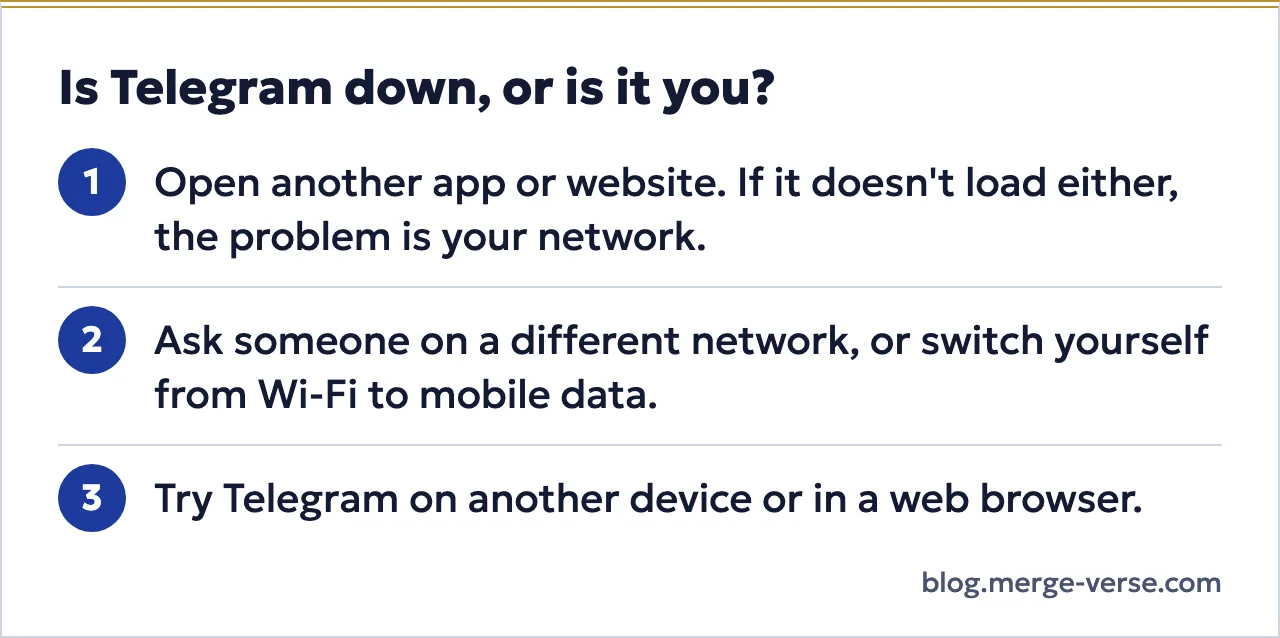 Is Telegram down, or is it you?
1
Open another app or website. If it doesn't load either,
the problem is your network.
2
Ask someone on a different network, or switch yourself
from Wi-Fi to mobile data.
3
Try Telegram on another device or in a web browser.
blog.merge-verse.com